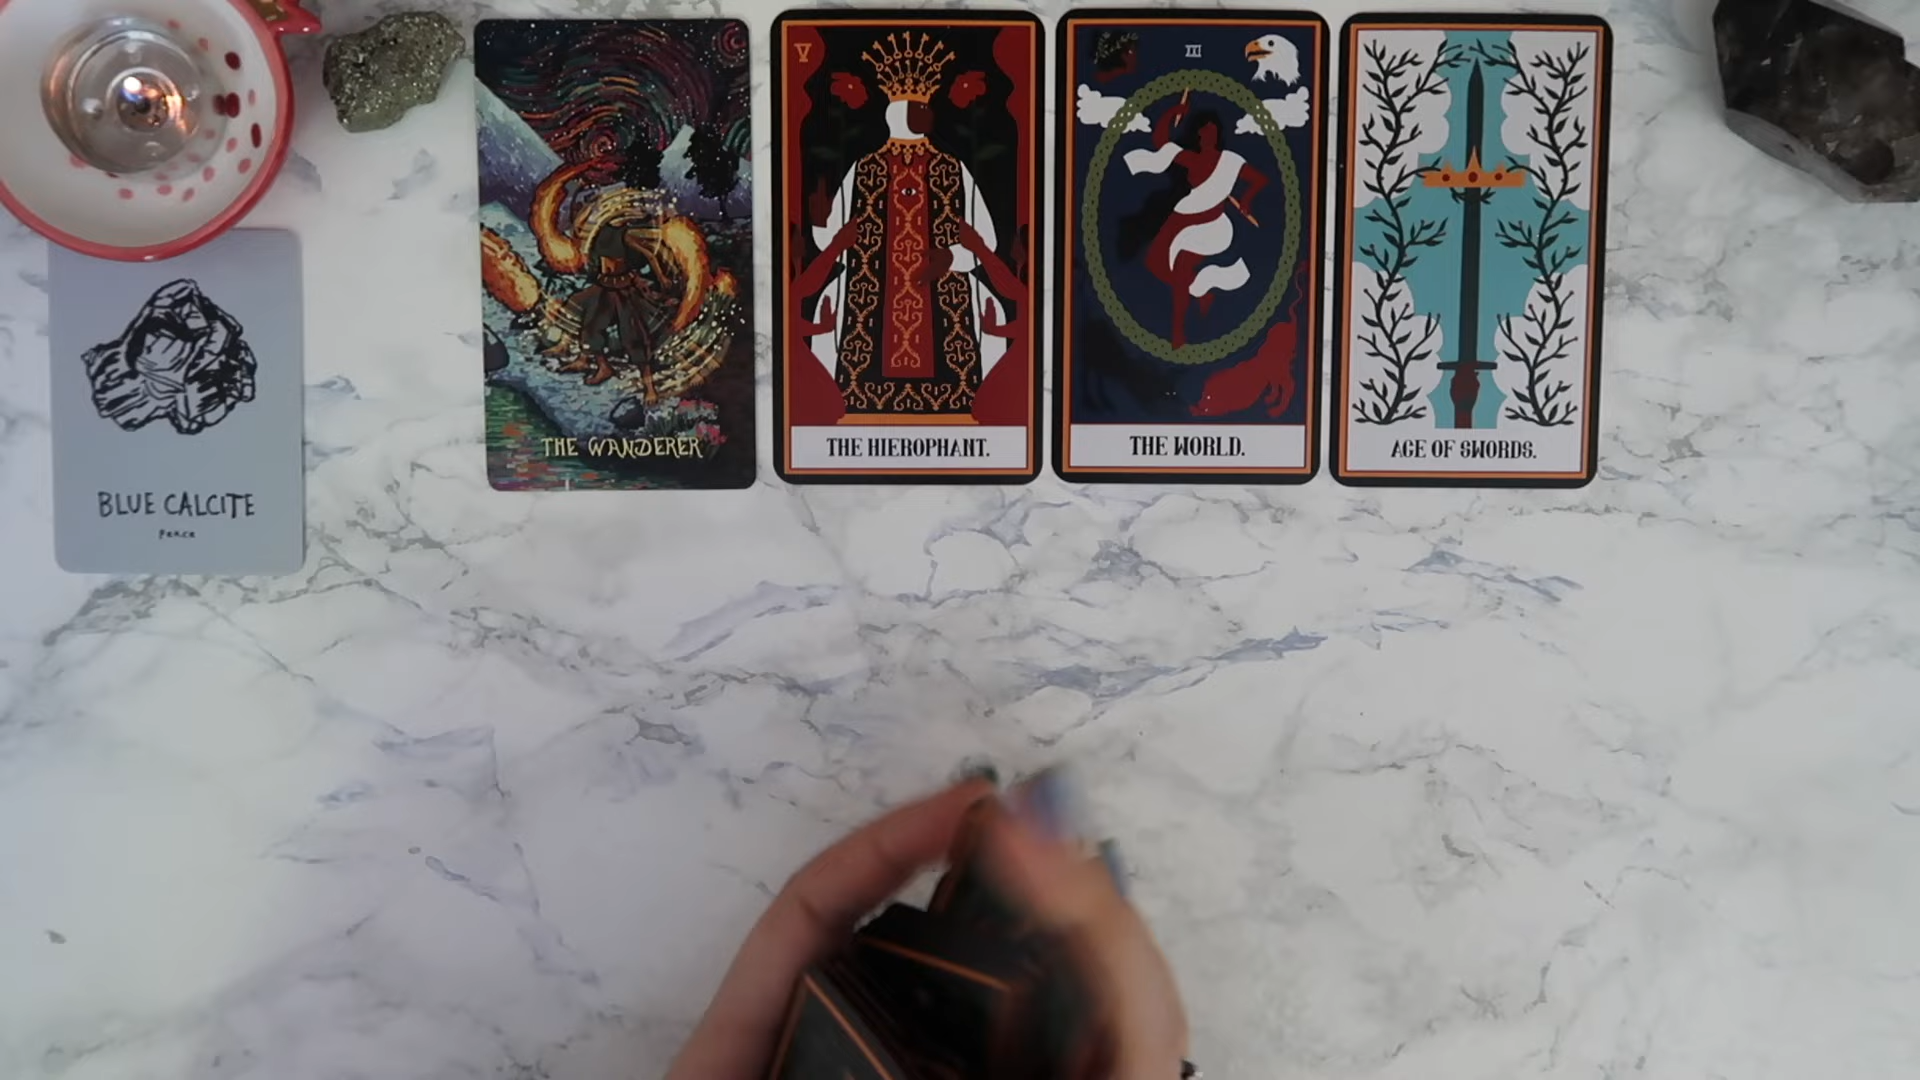 V
THE WANDERER
THE HIEROPHANT.
III
THE WORLD.
ACE OF SWORDS.
BLUE CALCITE
Peace